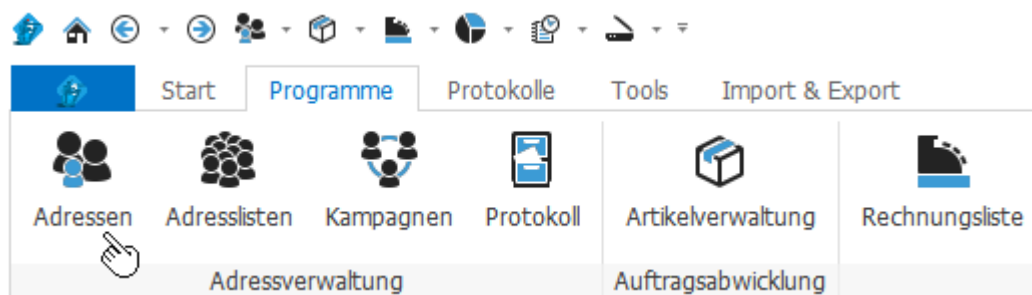 Start Programme Protokolle Tools Import & Export
Adressen Adresslisten Kampagnen Protokoll Artikelverwaltung Rechnungsliste
Adressverwaltung Auftragsabwicklung